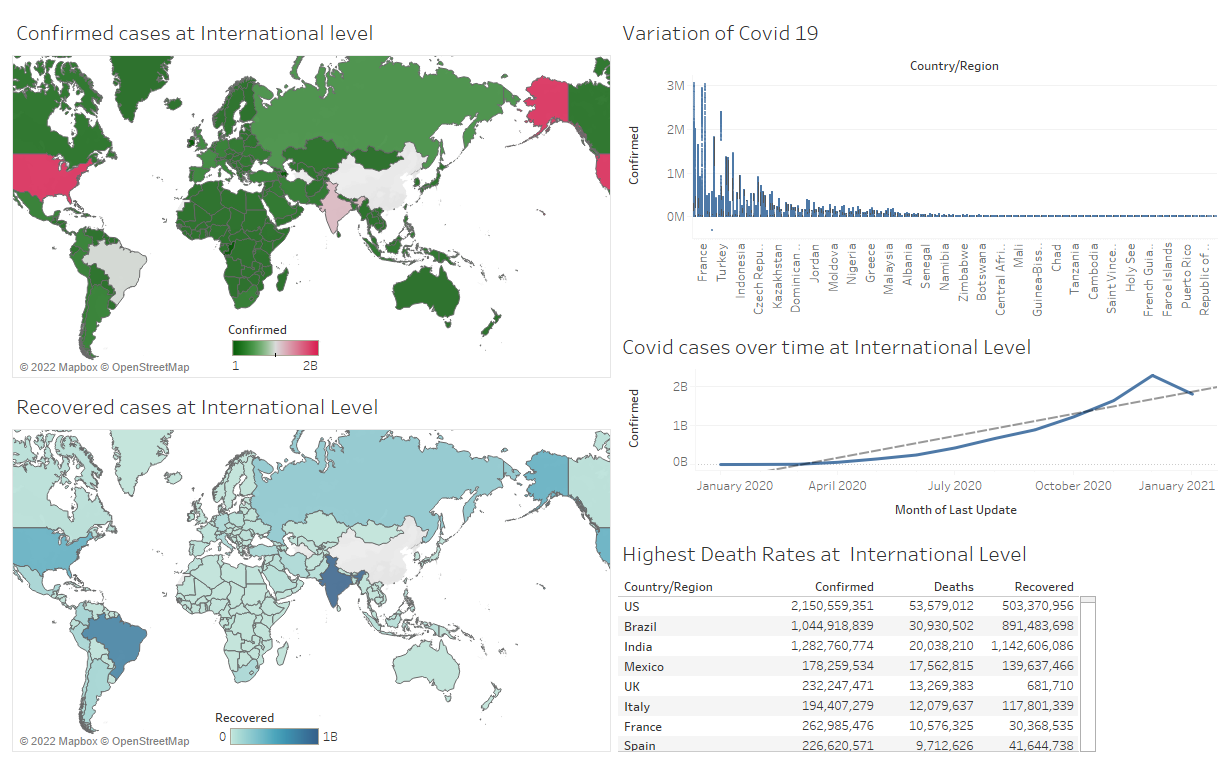 Confirmed cases at International level
Confirmed
1 2B
© 2022 Mapbox © OpenStreetMap
Recovered cases at International Level
Recovered
0 1B
© 2022 Mapbox © OpenStreetMap
Variation of Covid 19
Country/Region
Confirmed
3M
2M
1M
0M
France
Turkey
Indonesia
Czech Repu..
Kazakhstan
Dominican..
Jordan
Moldova
Nigeria
Greece
Malaysia
Albania
Senegal
Namibia
Zimbabwe
Botswana
Central Afri..
Mali
Guinea-Biss..
Chad
Tanzania
Cambodia
Saint Vince..
Holy See
French Guia..
Faroe Islands
Puerto Rico
Republic of ..
Covid cases over time at International Level
Confirmed
2B
1B
0B
January 2020 April 2020 July 2020 October 2020 January 2021
Month of Last Update
Highest Death Rates at International Level
Country/Region Confirmed Deaths Recovered
US 2,150,559,351 53,579,012 503,370,956
Brazil 1,044,918,839 30,930,502 891,483,698
India 1,282,760,774 20,038,210 1,142,606,086
Mexico 178,259,534 17,562,815 139,637,466
UK 232,247,471 13,269,383 681,710
Italy 194,407,279 12,079,637 117,801,339
France 262,985,476 10,576,325 30,368,535
Spain 226,620,571 9,712,626 41,644,738